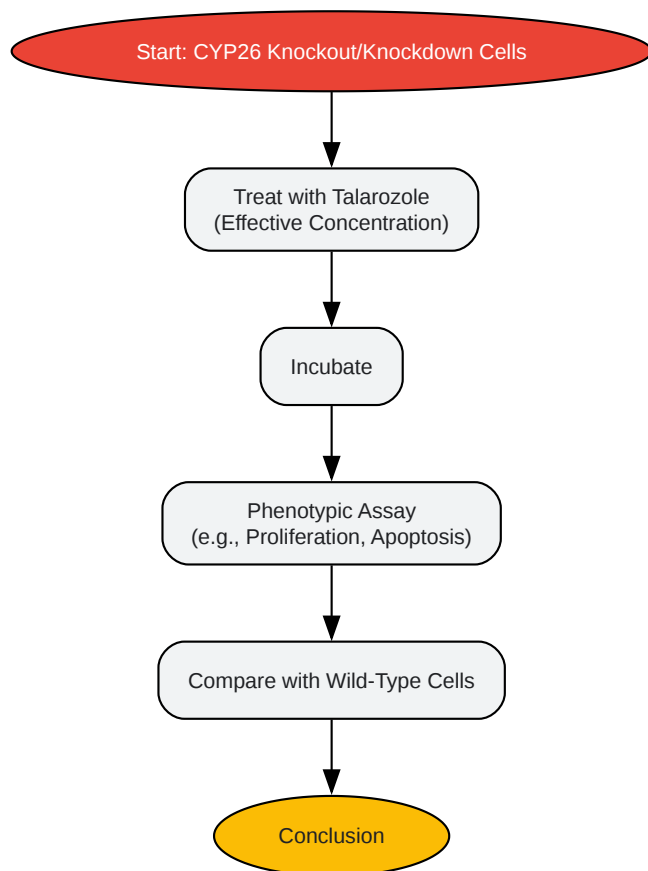 Start: CYP26 Knockout/Knockdown Cells
Treat with Talarozole
(Effective Concentration)
Incubate
Phenotypic Assay
(e.g., Proliferation, Apoptosis)
Compare with Wild-Type Cells
Conclusion